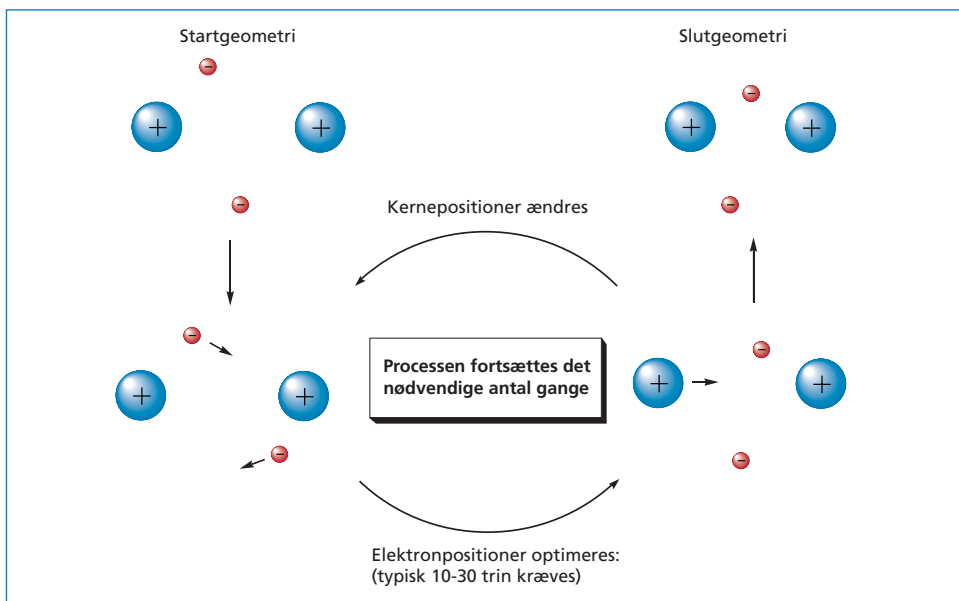 Startgeometri
Slutgeometri
−
−
+
+
+
+
−
−
Kernepositioner ændres
−
−
+
+
+
+
−
−
Processen fortsættes det
nødvendige antal gange
Elektronpositioner optimeres:
(typisk 10-30 trin kræves)